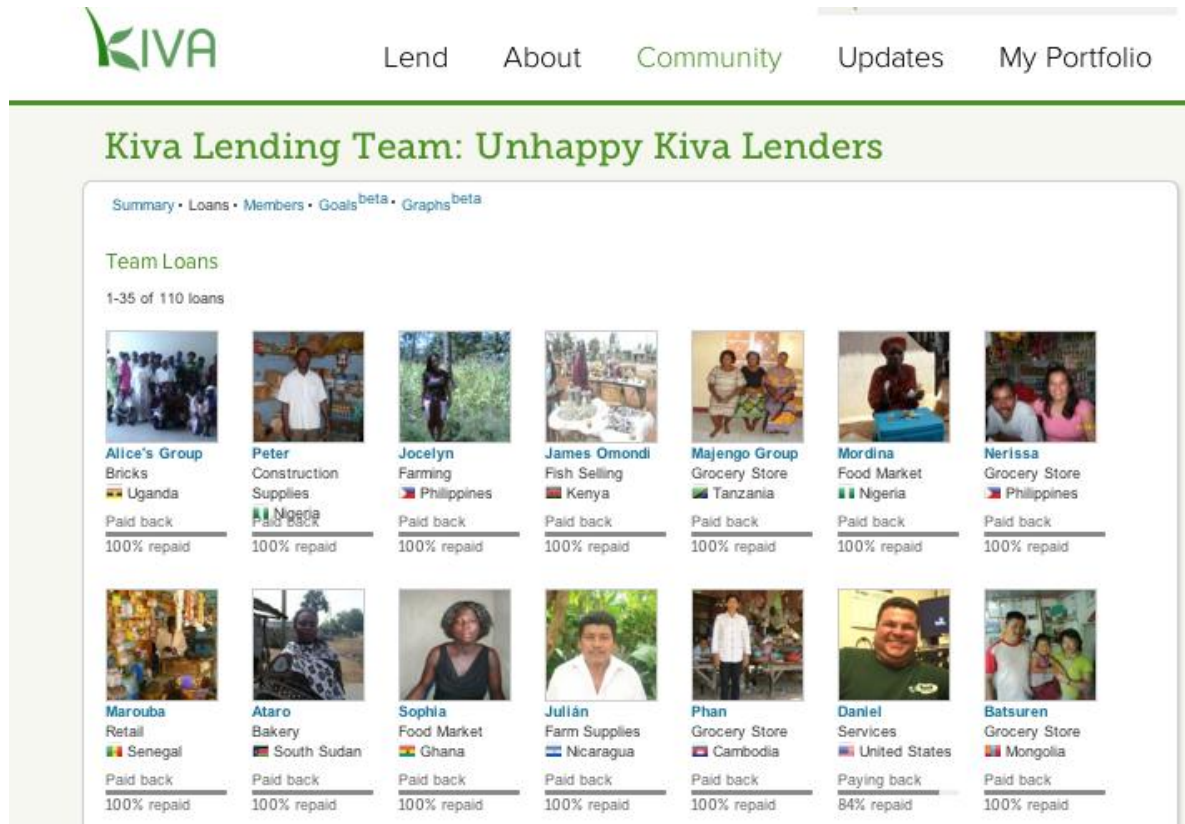 KIVA
Lend About Community Updates My Portfolio
Kiva Lending Team: Unhappy Kiva Lenders
Summary • Loans • Members • Goals beta • Graphs beta
Team Loans
1-35 of 110 loans
Alice's Group
Bricks
Uganda
Paid back
100% repaid
Peter
Construction
Supplies
Nigeria
Paid back
100% repaid
Jocelyn
Farming
Philippines
Paid back
100% repaid
James Omondi
Fish Selling
Kenya
Paid back
100% repaid
Majengo Group
Grocery Store
Tanzania
Paid back
100% repaid
Mordina
Food Market
Nigeria
Paid back
100% repaid
Nerissa
Grocery Store
Philippines
Paid back
100% repaid
Marouba
Retail
Senegal
Paid back
100% repaid
Ataro
Bakery
South Sudan
Paid back
100% repaid
Sophia
Food Market
Ghana
Paid back
100% repaid
Julián
Farm Supplies
Nicaragua
Paid back
100% repaid
Phan
Grocery Store
Cambodia
Paid back
100% repaid
Daniel
Services
United States
Paying back
84% repaid
Batsuren
Grocery Store
Mongolia
Paid back
100% repaid